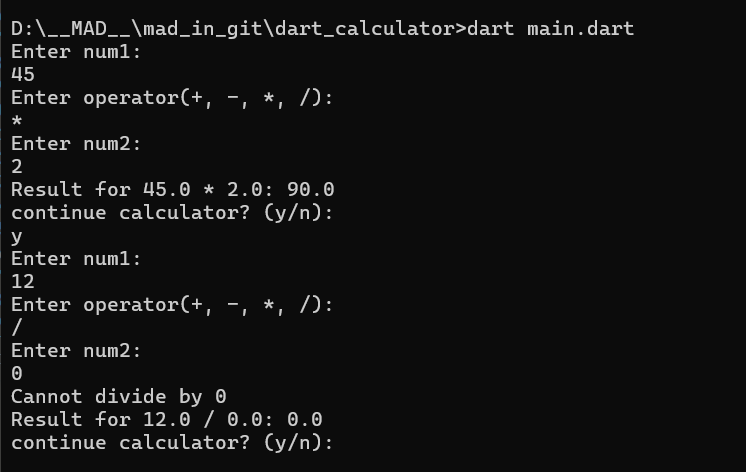 D:\__MAD__\mad_in_git\dart_calculator>dart main.dart
Enter num1:
45
Enter operator(+, -, *, /):
*
Enter num2:
2
Result for 45.0 * 2.0: 90.0
continue calculator? (y/n):
y
Enter num1:
12
Enter operator(+, -, *, /):
/
Enter num2:
0
Cannot divide by 0
Result for 12.0 / 0.0: 0.0
continue calculator? (y/n):